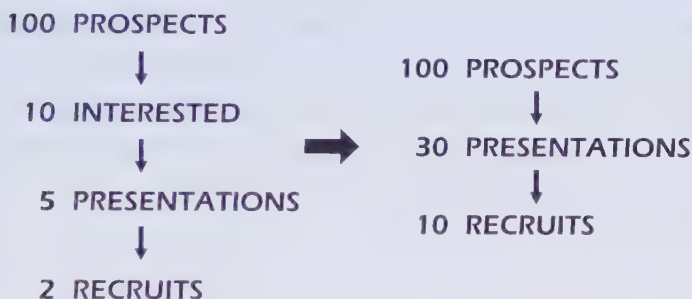 100 PROSPECTS
10 INTERESTED
5 PRESENTATIONS
2 RECRUITS
100 PROSPECTS
30 PRESENTATIONS
10 RECRUITS